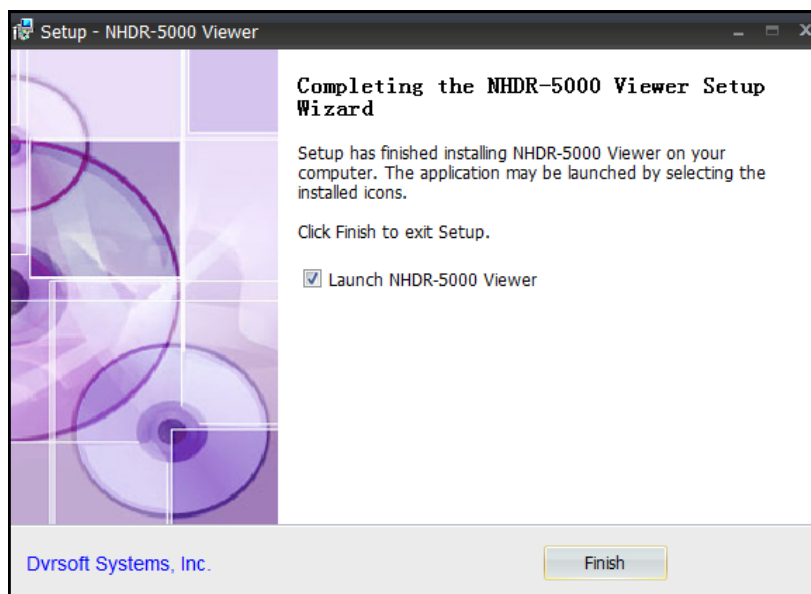 Setup - NHDR-5000 Viewer
Completing the NHDR-5000 Viewer Setup
Wizard
Setup has finished installing NHDR-5000 Viewer on your
computer. The application may be launched by selecting the
installed icons.
Click Finish to exit Setup.
Launch NHDR-5000 Viewer
Dvrsoft Systems, Inc.
Finish